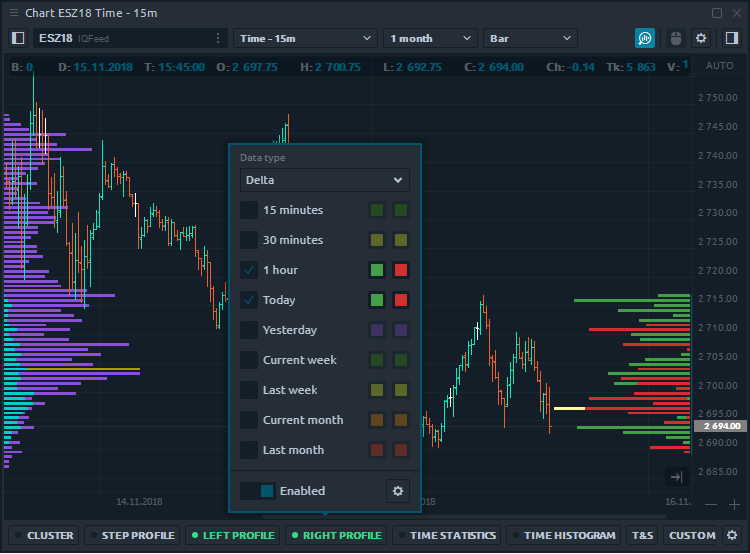 Chart ESZ18 Time - 15m
ESZ18 IQFeed Time - 15m 1 month Bar
B: 0 D: 15.11.2018 T: 15:45:00 O: 2 697.75 H: 2 700.75 L: 2 692.75 C: 2 694.00 Ch: -0.14 Tk: 5 863 V: 1 AUTO
2 750.00
2 745.00
2 740.00
2 735.00
2 730.00
2 725.00
2 720.00
2 715.00
2 710.00
2 705.00
2 700.00
2 695.00
2 694.00
2 690.00
2 685.00
Data type
Delta
15 minutes
30 minutes
1 hour
Today
Yesterday
Current week
Last week
Current month
Last month
Enabled
14.11.2018 018 16.11.
CLUSTER STEP PROFILE LEFT PROFILE RIGHT PROFILE TIME STATISTICS TIME HISTOGRAM T&S CUSTOM